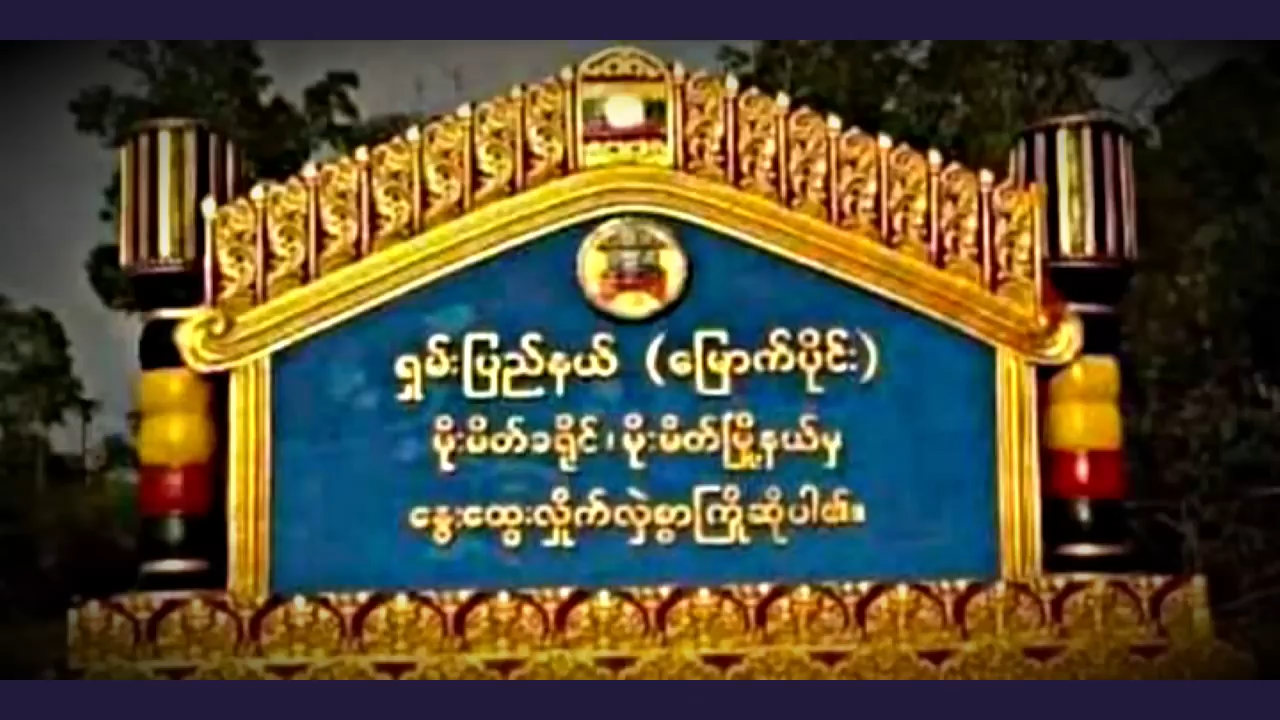 ရှမ်းပြည်နယ် (မြောက်ပိုင်း)
မိုးမိတ်ခရိုင်၊ မိုးမိတ်မြို့နယ်မှ
နွေးထွေးလှိုက်လှဲစွာကြိုဆိုပါ၏။